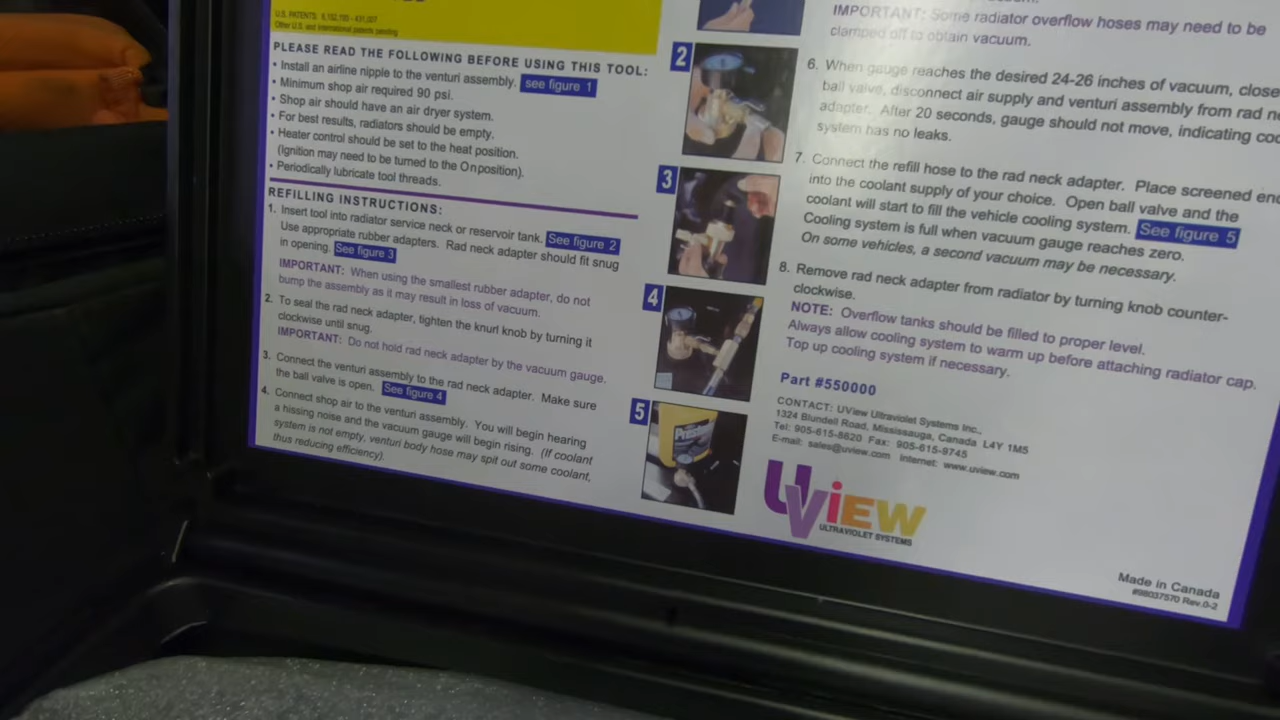 U.S. PATENTS: 6,152,193 - 431,007
Other U.S. and international patents pending
PLEASE READ THE FOLLOWING BEFORE USING THIS TOOL:
• Install an airline nipple to the venturi assembly. see figure 1
• Minimum shop air required 90 psi.
• Shop air should have an air dryer system.
• For best results, radiators should be empty.
• Heater control should be set to the heat position.
(Ignition may need to be turned to the On position).
• Periodically lubricate tool threads.
REFILLING INSTRUCTIONS:
1. Insert tool into radiator service neck or reservoir tank. See figure 2
Use appropriate rubber adapters. Rad neck adapter should fit snug
in opening. See figure 3
IMPORTANT: When using the smallest rubber adapter, do not
bump the assembly as it may result in loss of vacuum.
2. To seal the rad neck adapter, tighten the knurl knob by turning it
clockwise until snug.
IMPORTANT: Do not hold rad neck adapter by the vacuum gauge.
3. Connect the venturi assembly to the rad neck adapter. Make sure
the ball valve is open. See figure 4
4. Connect shop air to the venturi assembly. You will begin hearing
a hissing noise and the vacuum gauge will begin rising. (If coolant
system is not empty, venturi body hose may spit out some coolant,
thus reducing efficiency).
2
3
4
5
IMPORTANT: Some radiator overflow hoses may need to be
clamped off to obtain vacuum.
6. When gauge reaches the desired 24-26 inches of vacuum, close
ball valve, disconnect air supply and venturi assembly from rad
adapter. After 20 seconds, gauge should not move, indicating
system has no leaks.
7. Connect the refill hose to the rad neck adapter. Place screened end
into the coolant supply of your choice. Open ball valve and the
coolant will start to fill the vehicle cooling system. See figure 5
Cooling system is full when vacuum gauge reaches zero.
On some vehicles, a second vacuum may be necessary.
8. Remove rad neck adapter from radiator by turning knob counter-
clockwise.
NOTE: Overflow tanks should be filled to proper level.
Always allow cooling system to warm up before attaching radiator cap.
Top up cooling system if necessary.
Part #550000
CONTACT: UView Ultraviolet Systems Inc.,
1324 Blundell Road, Mississauga, Canada L4Y 1M5
Tel: 905-615-8620 Fax: 905-615-9745
E-mail: sales@uview.com Internet: www.uview.com
UVIEW
ULTRAVIOLET SYSTEMS
Made in Canada
#98037570 Rev.0-2